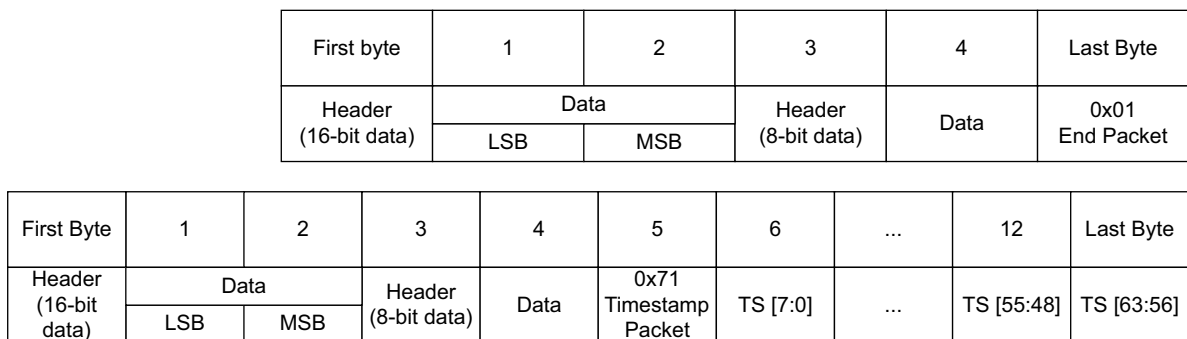 First byte 1 2 3 4 Last Byte
Header
(16-bit data)
Data
LSB MSB
Header
(8-bit data)
Data
0x01
End Packet
First Byte 1 2 3 4 5 6 ... 12 Last Byte
Header
(16-bit
data)
Data
LSB MSB
Header
(8-bit data)
Data
0x71
Timestamp
Packet
TS [7:0]
...
TS [55:48]
TS [63:56]